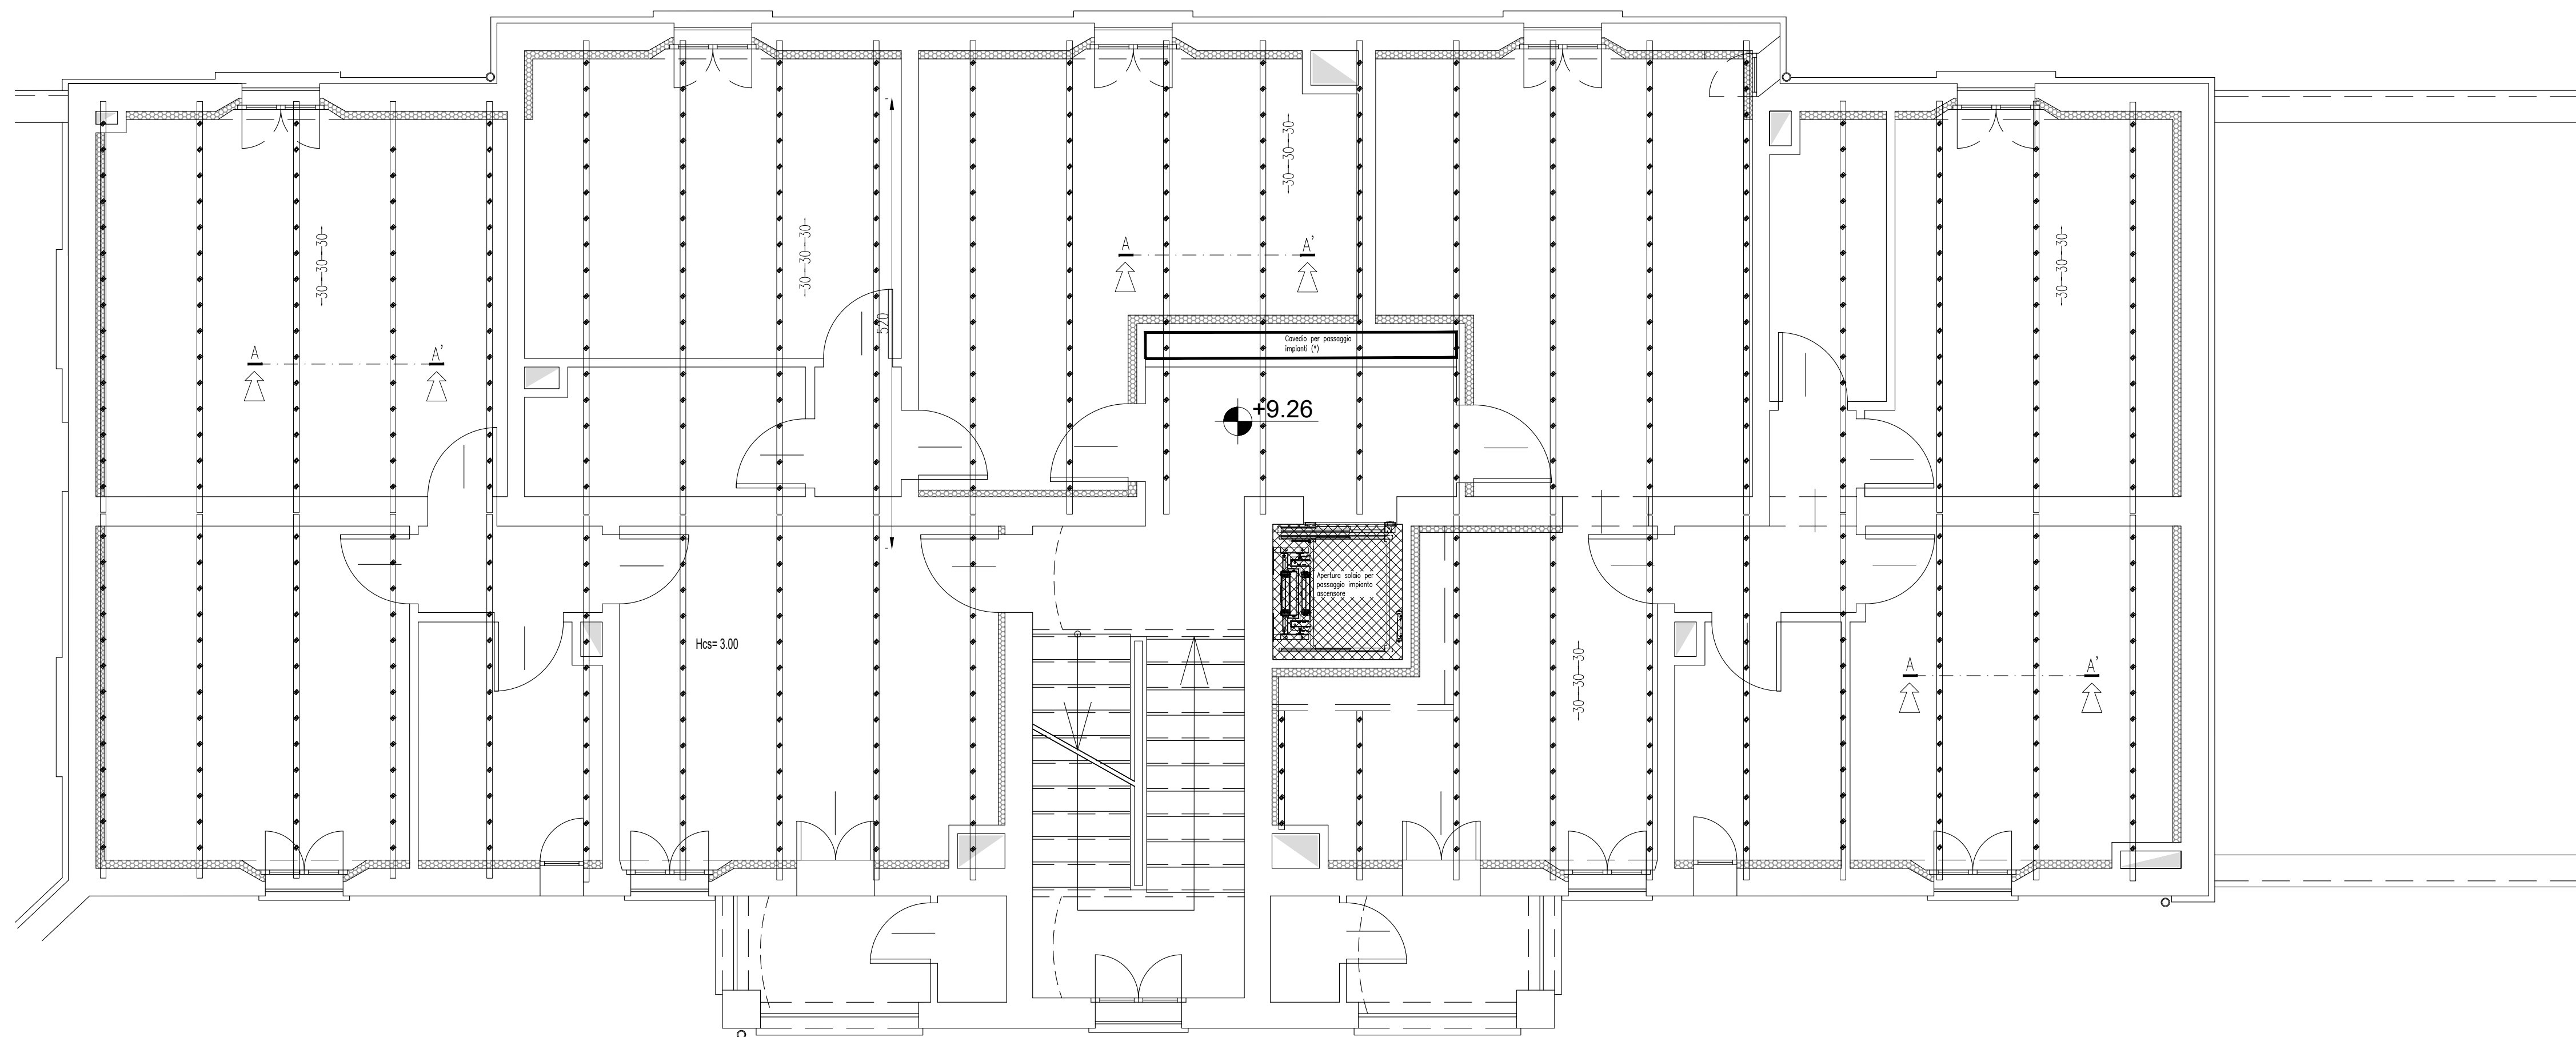 -30-30-30-
-30-30-30-
-30-30-30-
-30-30-30-
A A'
520
Cavedio per passaggio
impianti (*)
A A'
+9.26
Apertura solaio per
passaggio impianto
ascensore
Hcs= 3.00
-30-30-30-
A A'